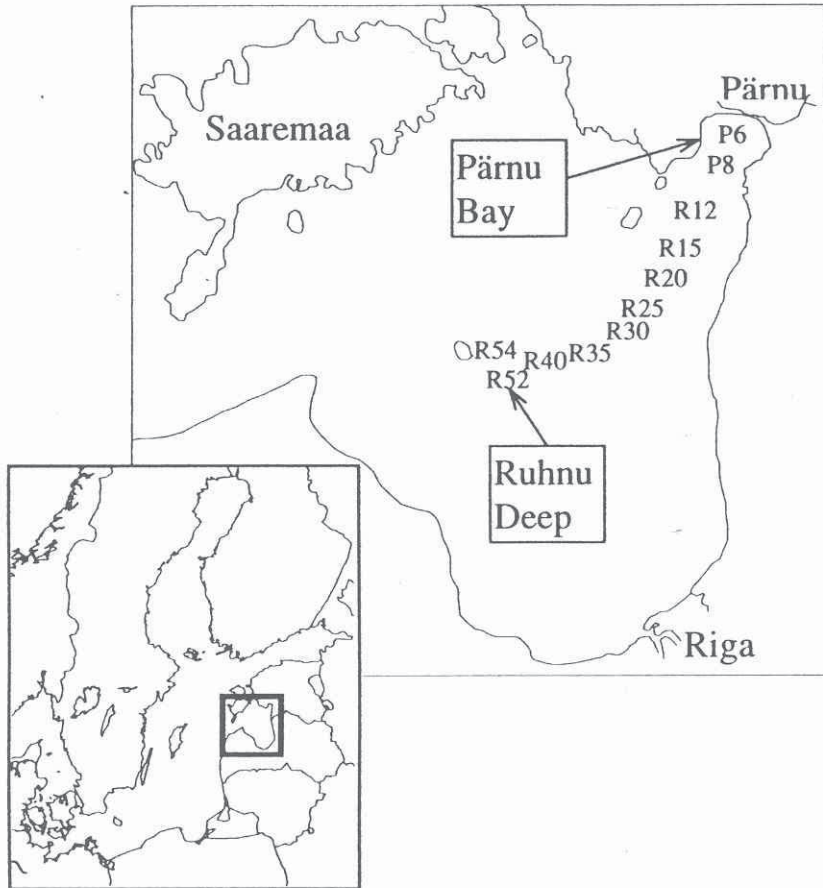 Pärnu
Saaremaa
P6
Pärnu
Bay
P8
R12
R15
R20
R25
R30
R54
R40
R35
R52
Ruhnu
Deep
Riga